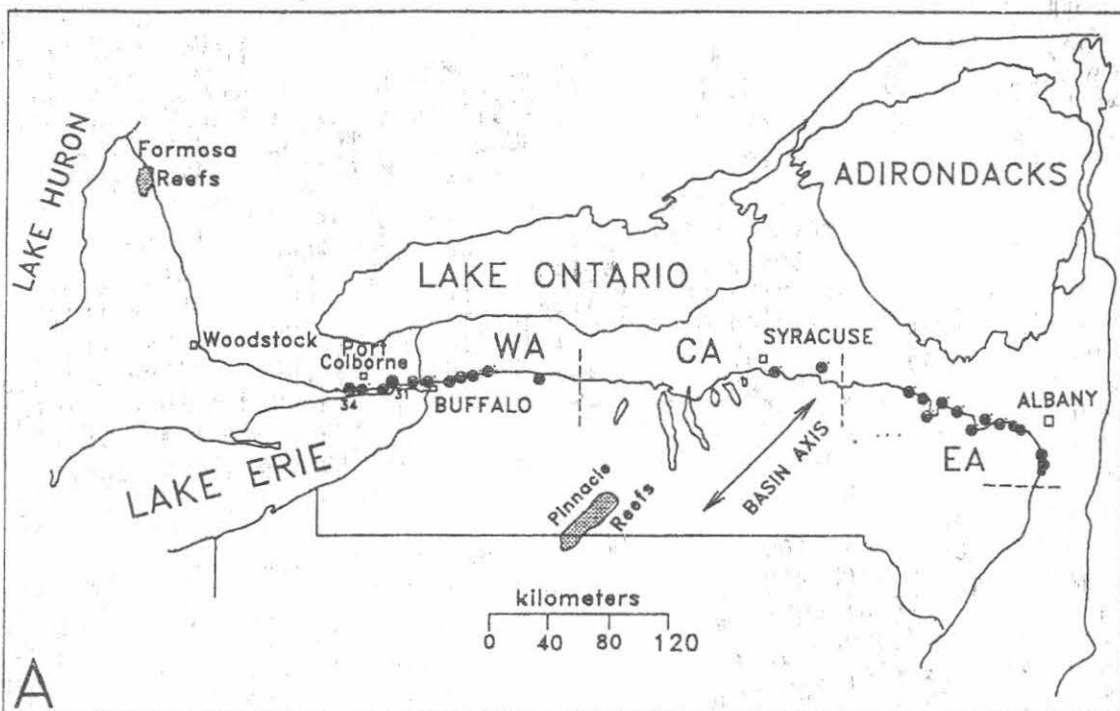 LAKE HURON
Formosa
Reefs
ADIRONDACKS
LAKE ONTARIO
Woodstock
Port
Colborne
WA
CA
SYRACUSE
34
31
BUFFALO
ALBANY
EA
LAKE ERIE
BASIN AXIS
Pinnacle
Reefs
kilometers
0 40 80 120
A